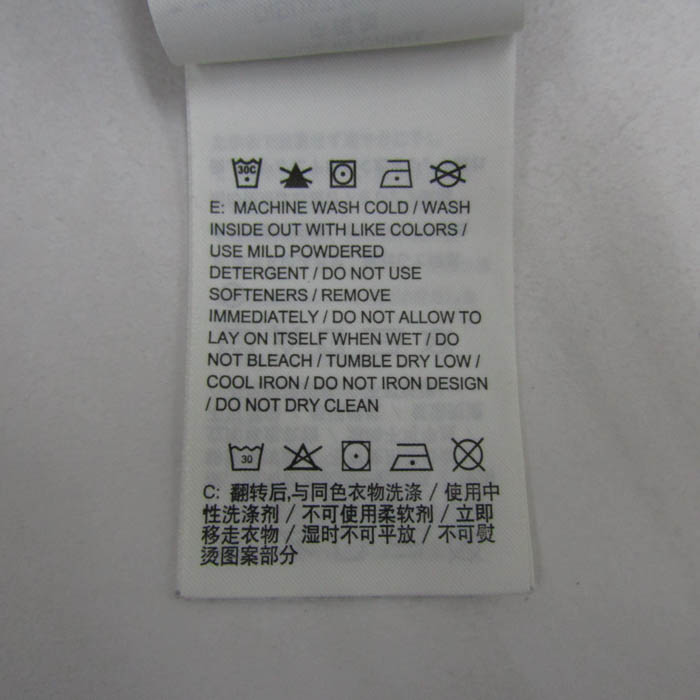 30C
E: MACHINE WASH COLD / WASH
INSIDE OUT WITH LIKE COLORS /
USE MILD POWDERED
DETERGENT / DO NOT USE
SOFTENERS / REMOVE
IMMEDIATELY / DO NOT ALLOW TO
LAY ON ITSELF WHEN WET / DO
NOT BLEACH / TUMBLE DRY LOW /
COOL IRON / DO NOT IRON DESIGN
/ DO NOT DRY CLEAN
30
C: 翻转后,与同色衣物洗涤 / 使用中
性洗涤剂 / 不可使用柔软剂 / 立即
移走衣物 / 湿时不可平放 / 不可熨
烫图案部分